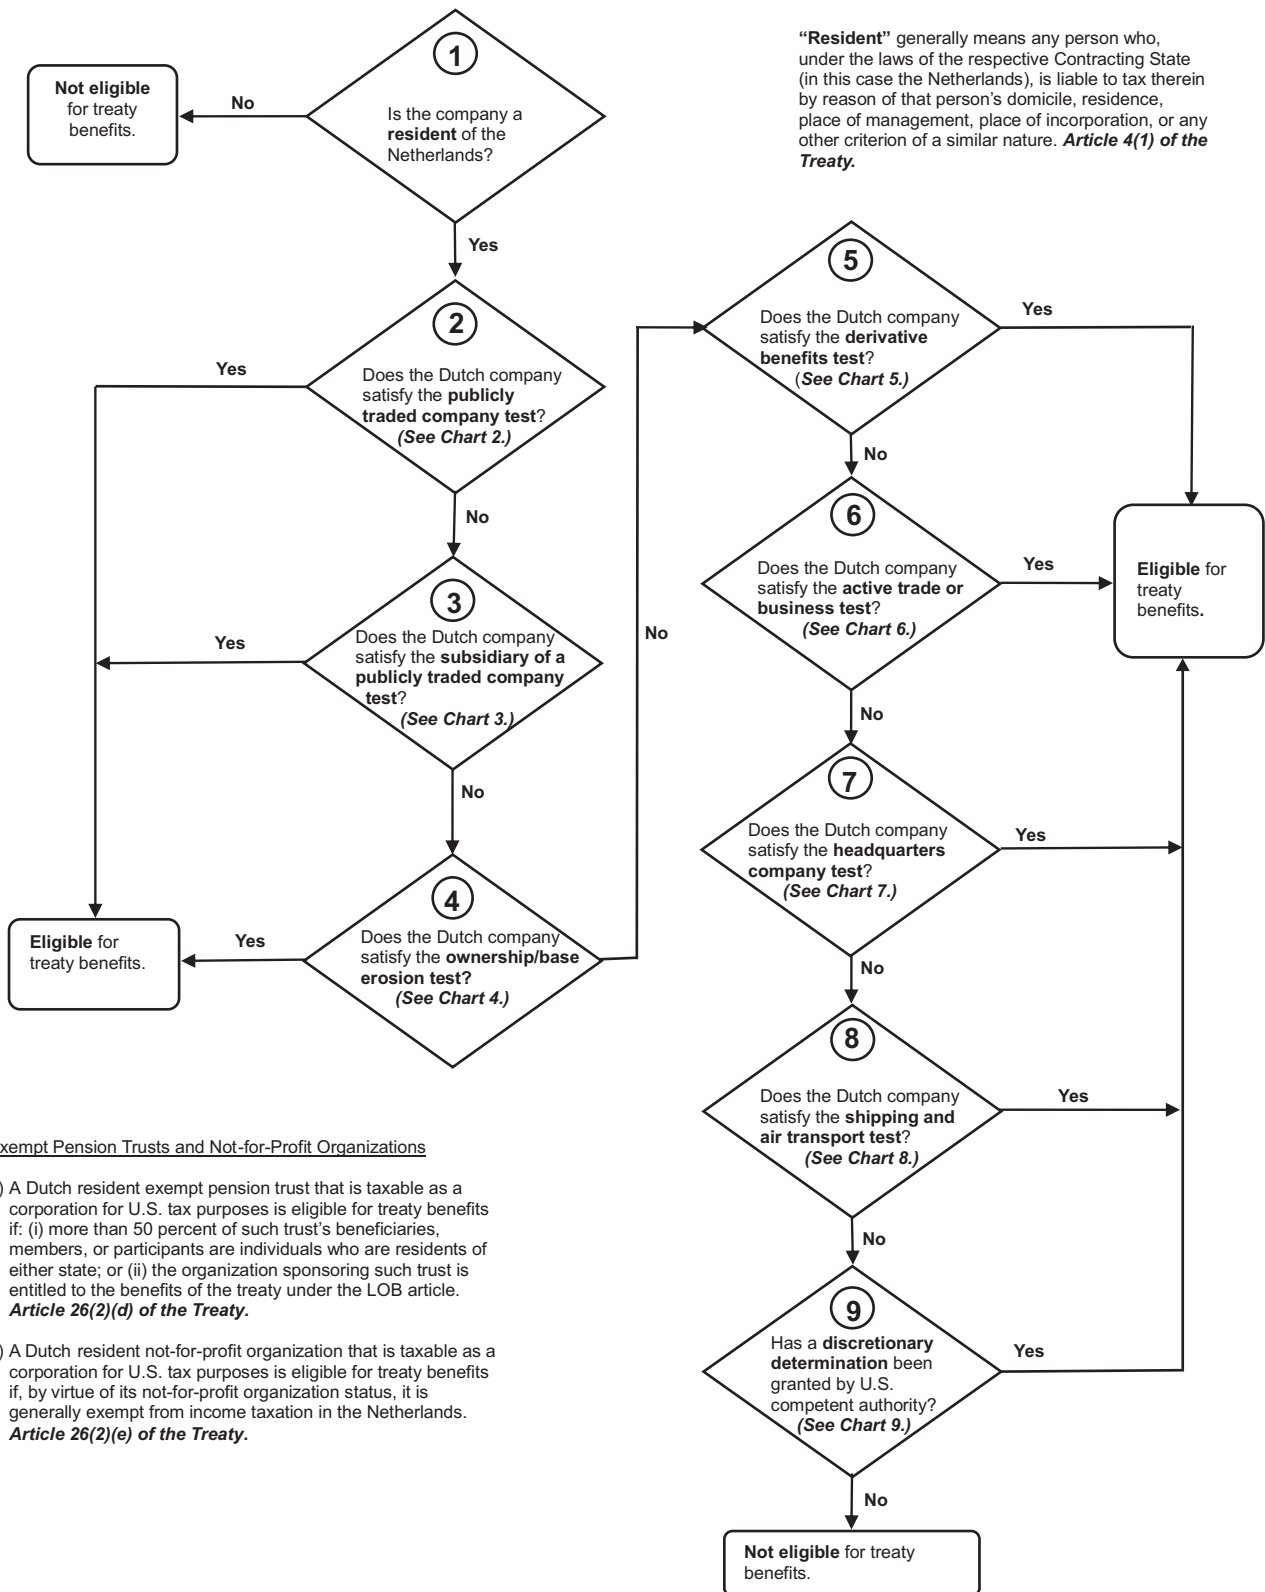 1
Is the company a
resident of the
Netherlands?
No
Not eligible
for treaty
benefits.
“Resident” generally means any person who,
under the laws of the respective Contracting State
(in this case the Netherlands), is liable to tax therein
by reason of that person’s domicile, residence,
place of management, place of incorporation, or any
other criterion of a similar nature. Article 4(1) of the
Treaty.
Yes
2
Does the Dutch company
satisfy the publicly
traded company test?
(See Chart 2.)
Yes
No
3
Does the Dutch company
satisfy the subsidiary of a
publicly traded company
test?
(See Chart 3.)
Yes
No
4
Does the Dutch company
satisfy the ownership/base
erosion test?
(See Chart 4.)
Yes
Eligible for
treaty benefits.
No
5
Does the Dutch company
satisfy the derivative
benefits test?
(See Chart 5.)
Yes
No
6
Does the Dutch company
satisfy the active trade or
business test?
(See Chart 6.)
Yes
Eligible for
treaty
benefits.
No
7
Does the Dutch company
satisfy the headquarters
company test?
(See Chart 7.)
Yes
No
8
Does the Dutch company
satisfy the shipping and
air transport test?
(See Chart 8.)
Yes
No
9
Has a discretionary
determination been
granted by U.S.
competent authority?
(See Chart 9.)
Yes
No
Not eligible for treaty
benefits.
xempt Pension Trusts and Not-for-Profit Organizations
) A Dutch resident exempt pension trust that is taxable as a
corporation for U.S. tax purposes is eligible for treaty benefits
if: (i) more than 50 percent of such trust’s beneficiaries,
members, or participants are individuals who are residents of
either state; or (ii) the organization sponsoring such trust is
entitled to the benefits of the treaty under the LOB article.
Article 26(2)(d) of the Treaty.
) A Dutch resident not-for-profit organization that is taxable as a
corporation for U.S. tax purposes is eligible for treaty benefits
if, by virtue of its not-for-profit organization status, it is
generally exempt from income taxation in the Netherlands.
Article 26(2)(e) of the Treaty.